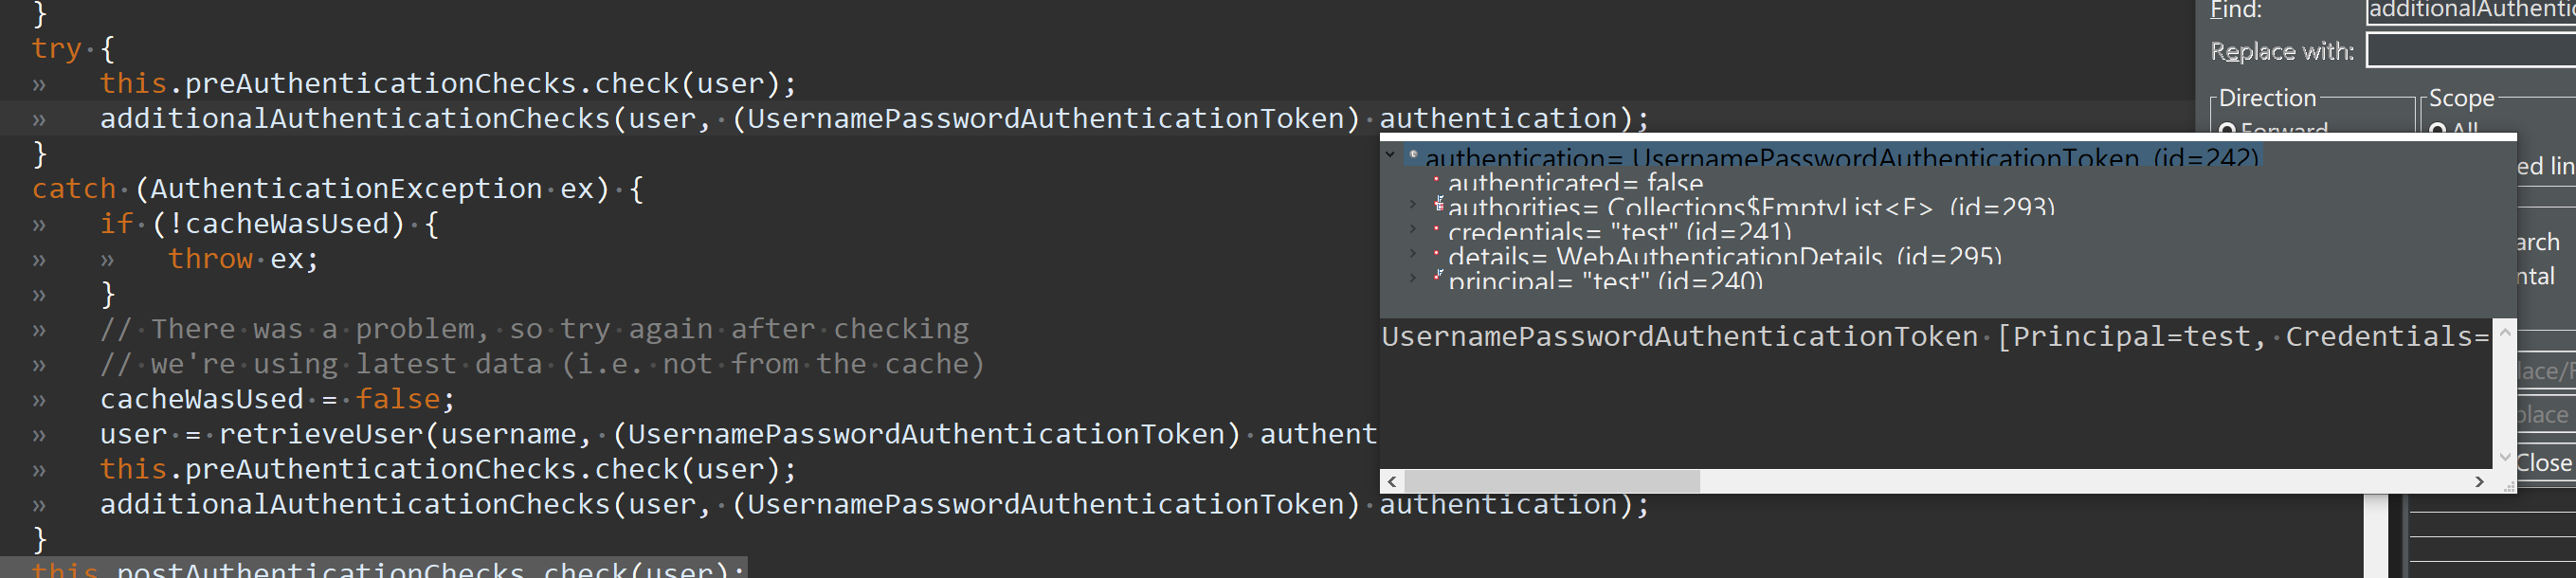 }
try {
this.preAuthenticationChecks.check(user);
additionalAuthenticationChecks(user, (UsernamePasswordAuthenticationToken) authentication);
}
catch (AuthenticationException ex) {
if (!cacheWasUsed) {
throw ex;
}
// There was a problem, so try again after checking
// we're using latest data (i.e. not from the cache)
cacheWasUsed = false;
user = retrieveUser(username, (UsernamePasswordAuthenticationToken) authent
this.preAuthenticationChecks.check(user);
additionalAuthenticationChecks(user, (UsernamePasswordAuthenticationToken) authentication);
}
this.postAuthenticationChecks.check(user);
authentication= UsernamePasswordAuthenticationToken (id=242)
authenticated= false
authorities= Collections$EmptyList<E> (id=293)
credentials= "test" (id=241)
details= WebAuthenticationDetails (id=295)
principal= "test" (id=240)
UsernamePasswordAuthenticationToken [Principal=test, Credentials=
Find:
additionalAuthentic
Replace with:
Direction
Scope
Forward
All
ed lin
arch
ntal
lace/F
place
Close